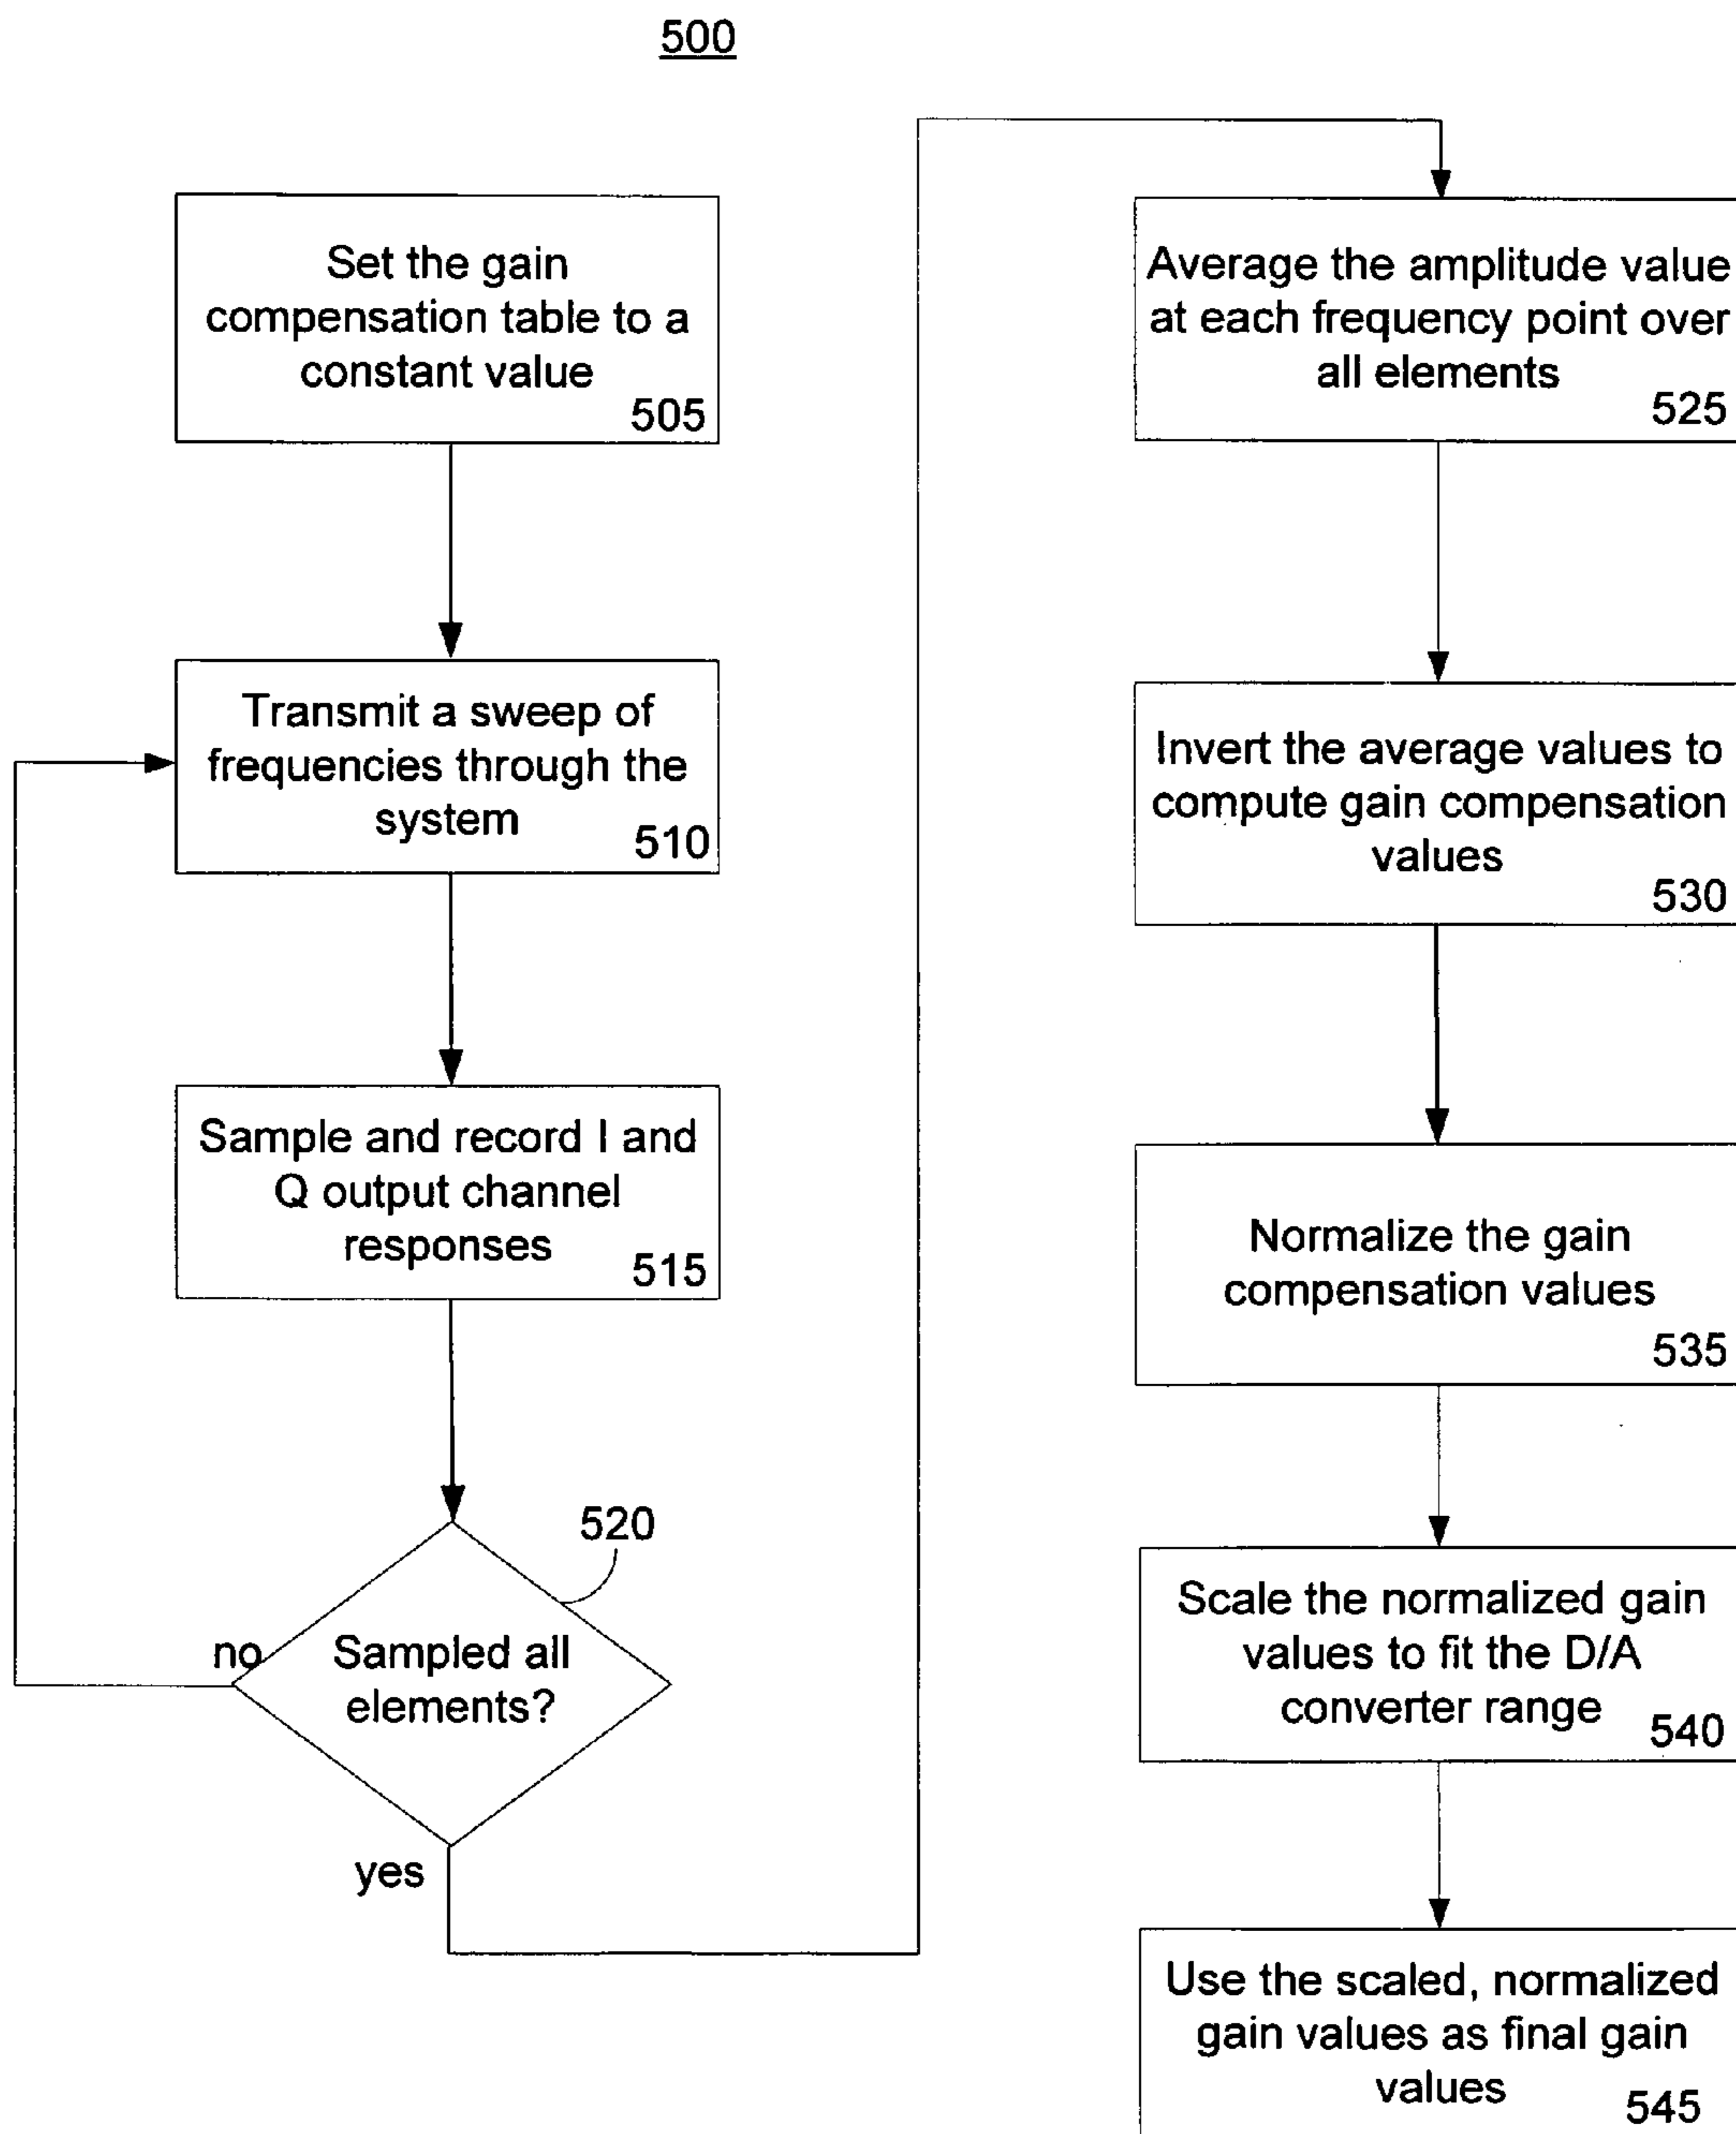 500
Set the gain
compensation table to a
constant value
505
Transmit a sweep of
frequencies through the
system
510
Sample and record I and
Q output channel
responses
515
520
no
Sampled all
elements?
yes
Average the amplitude value
at each frequency point over
all elements
525
Invert the average values to
compute gain compensation
values
530
Normalize the gain
compensation values
535
Scale the normalized gain
values to fit the D/A
converter range
540
Use the scaled, normalized
gain values as final gain
values
545